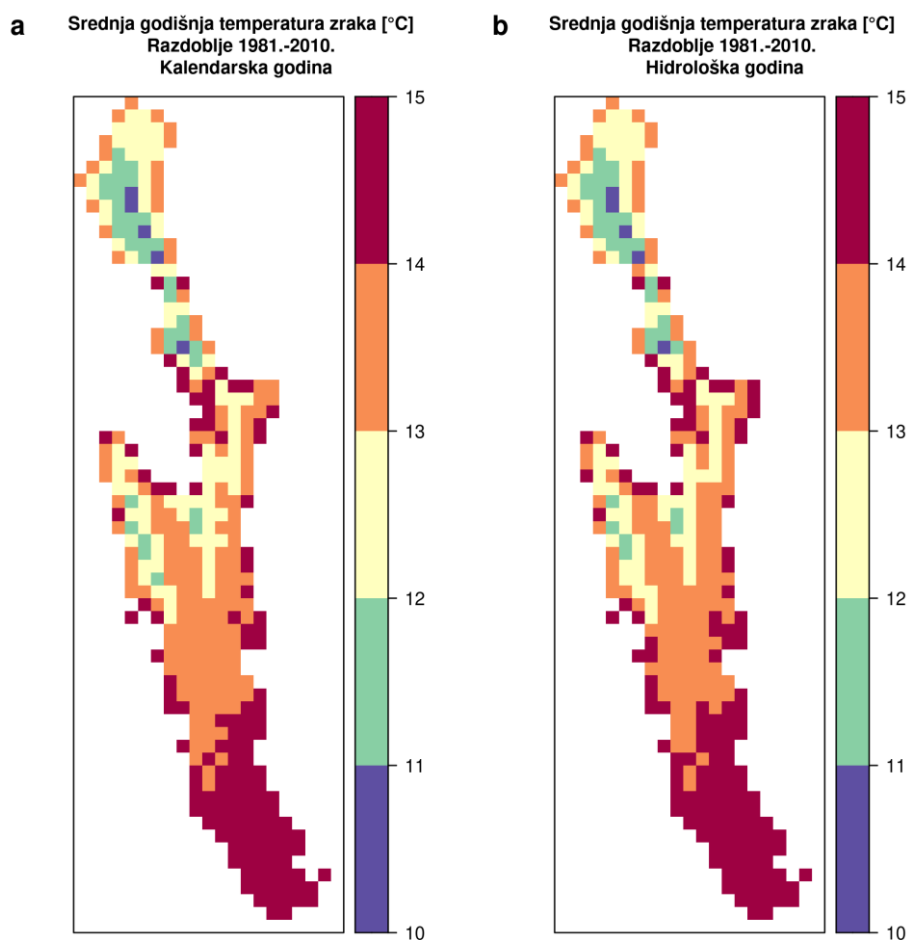 a
Srednja godišnja temperatura zraka [°C]
Razdoblje 1981.-2010.
Kalendarska godina
15
14
13
12
11
10
b
Srednja godišnja temperatura zraka [°C]
Razdoblje 1981.-2010.
Hidrološka godina
15
14
13
12
11
10